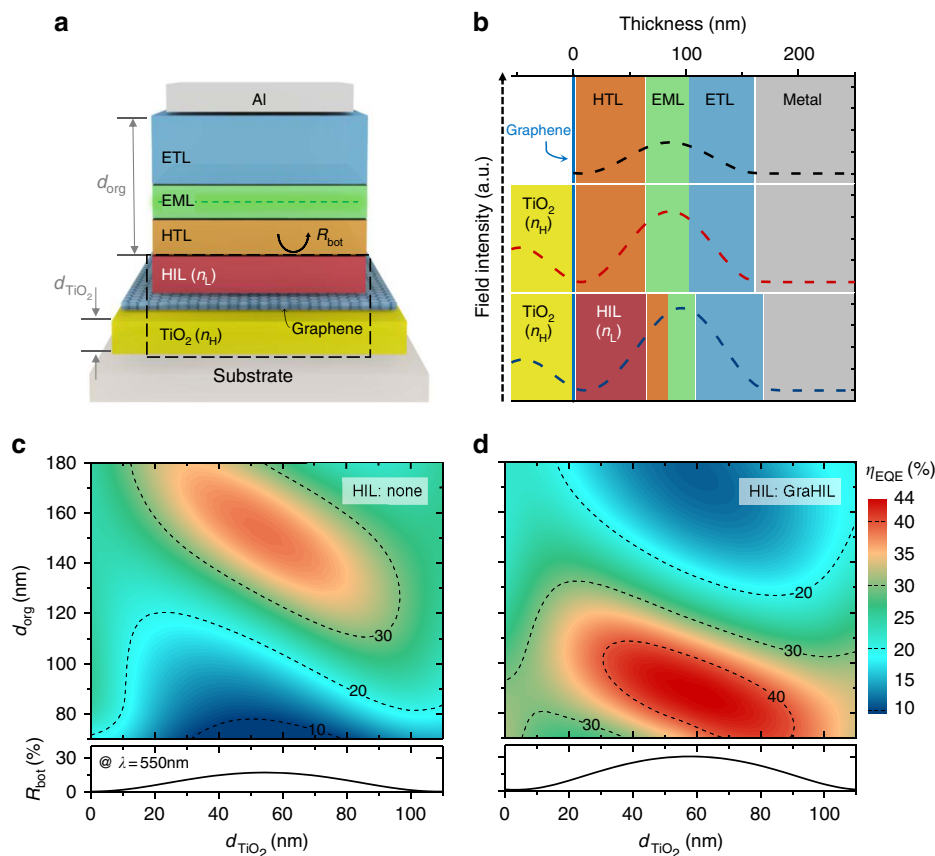 a
Al
ETL
EML
HTL
R_bot
HIL (n_L)
Graphene
TiO₂ (n_H)
Substrate
d_org
d_TiO₂
b
Thickness (nm)
0 100 200
Field intensity (a.u.)
HTL EML ETL Metal
Graphene
TiO₂
(n_H)
TiO₂
(n_H)
HIL
(n_L)
c
180
160
140
120
100
80
d_org (nm)
HIL: none
30
20
10
30
0
R_bot (%)
@ λ=550nm
0 20 40 60 80 100
d_TiO₂ (nm)
d
HIL: GraHIL
20
30
40
30
0 20 40 60 80 100
d_TiO₂ (nm)
η_EQE (%)
44
40
35
30
25
20
15
10